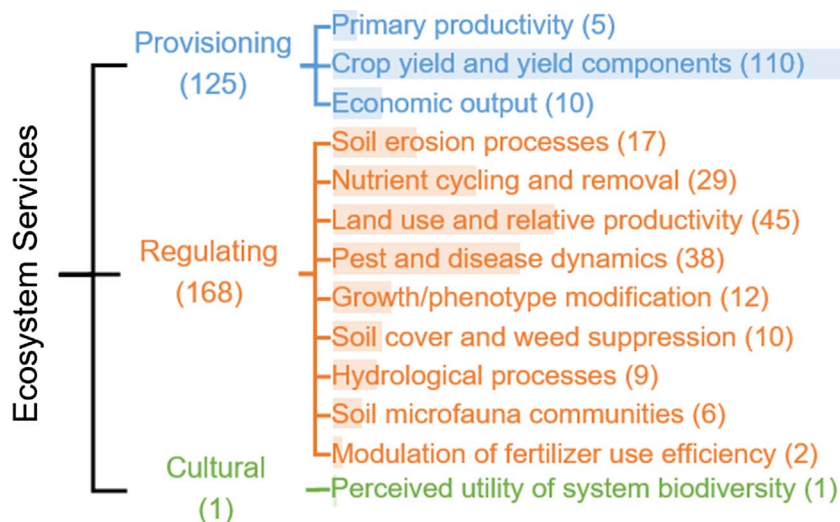 Ecosystem Services
Provisioning
(125)
Primary productivity (5)
Crop yield and yield components (110)
Economic output (10)
Regulating
(168)
Soil erosion processes (17)
Nutrient cycling and removal (29)
Land use and relative productivity (45)
Pest and disease dynamics (38)
Growth/phenotype modification (12)
Soil cover and weed suppression (10)
Hydrological processes (9)
Soil microfauna communities (6)
Modulation of fertilizer use efficiency (2)
Cultural
(1)
Perceived utility of system biodiversity (1)